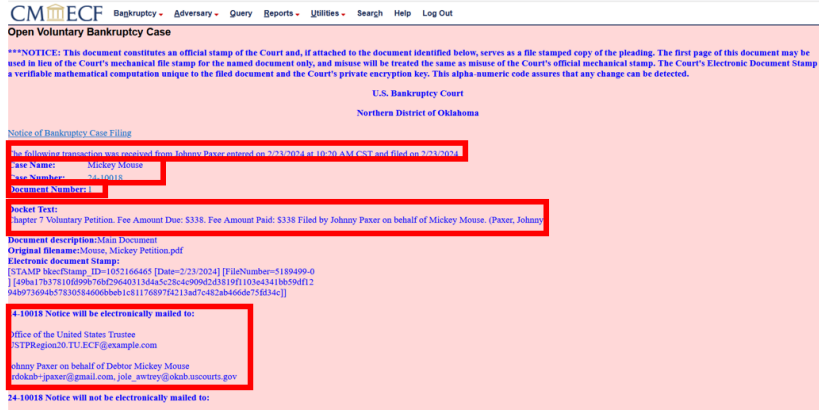 CM ECF Bankruptcy Adversary Query Reports Utilities Search Help Log Out
Open Voluntary Bankruptcy Case
***NOTICE: This document constitutes an official stamp of the Court and, if attached to the document identified below, serves as a file stamped copy of the pleading. The first page of this document may be
used in lieu of the Court's mechanical file stamp for the named document only, and misuse will be treated the same as misuse of the Court's official mechanical stamp. The Court's Electronic Document Stamp
a verifiable mathematical computation unique to the filed document and the Court's private encryption key. This alpha-numeric code assures that any change can be detected.
U.S. Bankruptcy Court
Northern District of Oklahoma
Notice of Bankruptcy Case Filing
The following transaction was received from Johnny Paxer entered on 2/23/2024 at 10:20 AM CST and filed on 2/23/2024
Case Name: Mickey Mouse
Case Number: 24-10018
Document Number: 1
Docket Text:
Chapter 7 Voluntary Petition. Fee Amount Due: $338. Fee Amount Paid: $338 Filed by Johnny Paxer on behalf of Mickey Mouse. (Paxer, Johnny
Document description:Main Document
Original filename:Mouse, Mickey Petition.pdf
Electronic document Stamp:
[STAMP bkecfStamp_ID=1052166465 [Date=2/23/2024] [FileNumber=5189499-0
] [49ba17b37810fd99b76bf29640313d4a5c28c4c909d2d3819f1103e4341bb59df12
94b973694b57830584606bbeb1c81176897f4213ad7c482ab466de75fd34c]]
24-10018 Notice will be electronically mailed to:
Office of the United States Trustee
USTPRegion20.TU.ECF@example.com
Johnny Paxer on behalf of Debtor Mickey Mouse
rdoknb+jpaxer@gmail.com, jole_awtrey@oknb.uscourts.gov
24-10018 Notice will not be electronically mailed to: